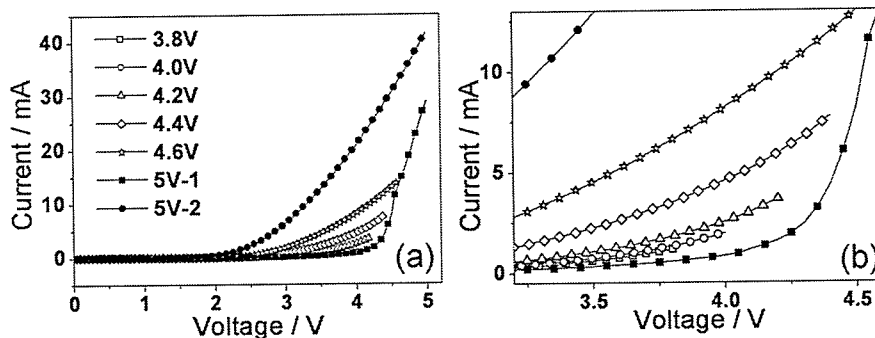 Current / mA
40
30
20
10
0
3.8V
4.0V
4.2V
4.4V
4.6V
5V-1
5V-2
(a)
0 1 2 3 4 5
Voltage / V
Current / mA
10
5
0
(b)
3.5 4.0 4.5
Voltage / V